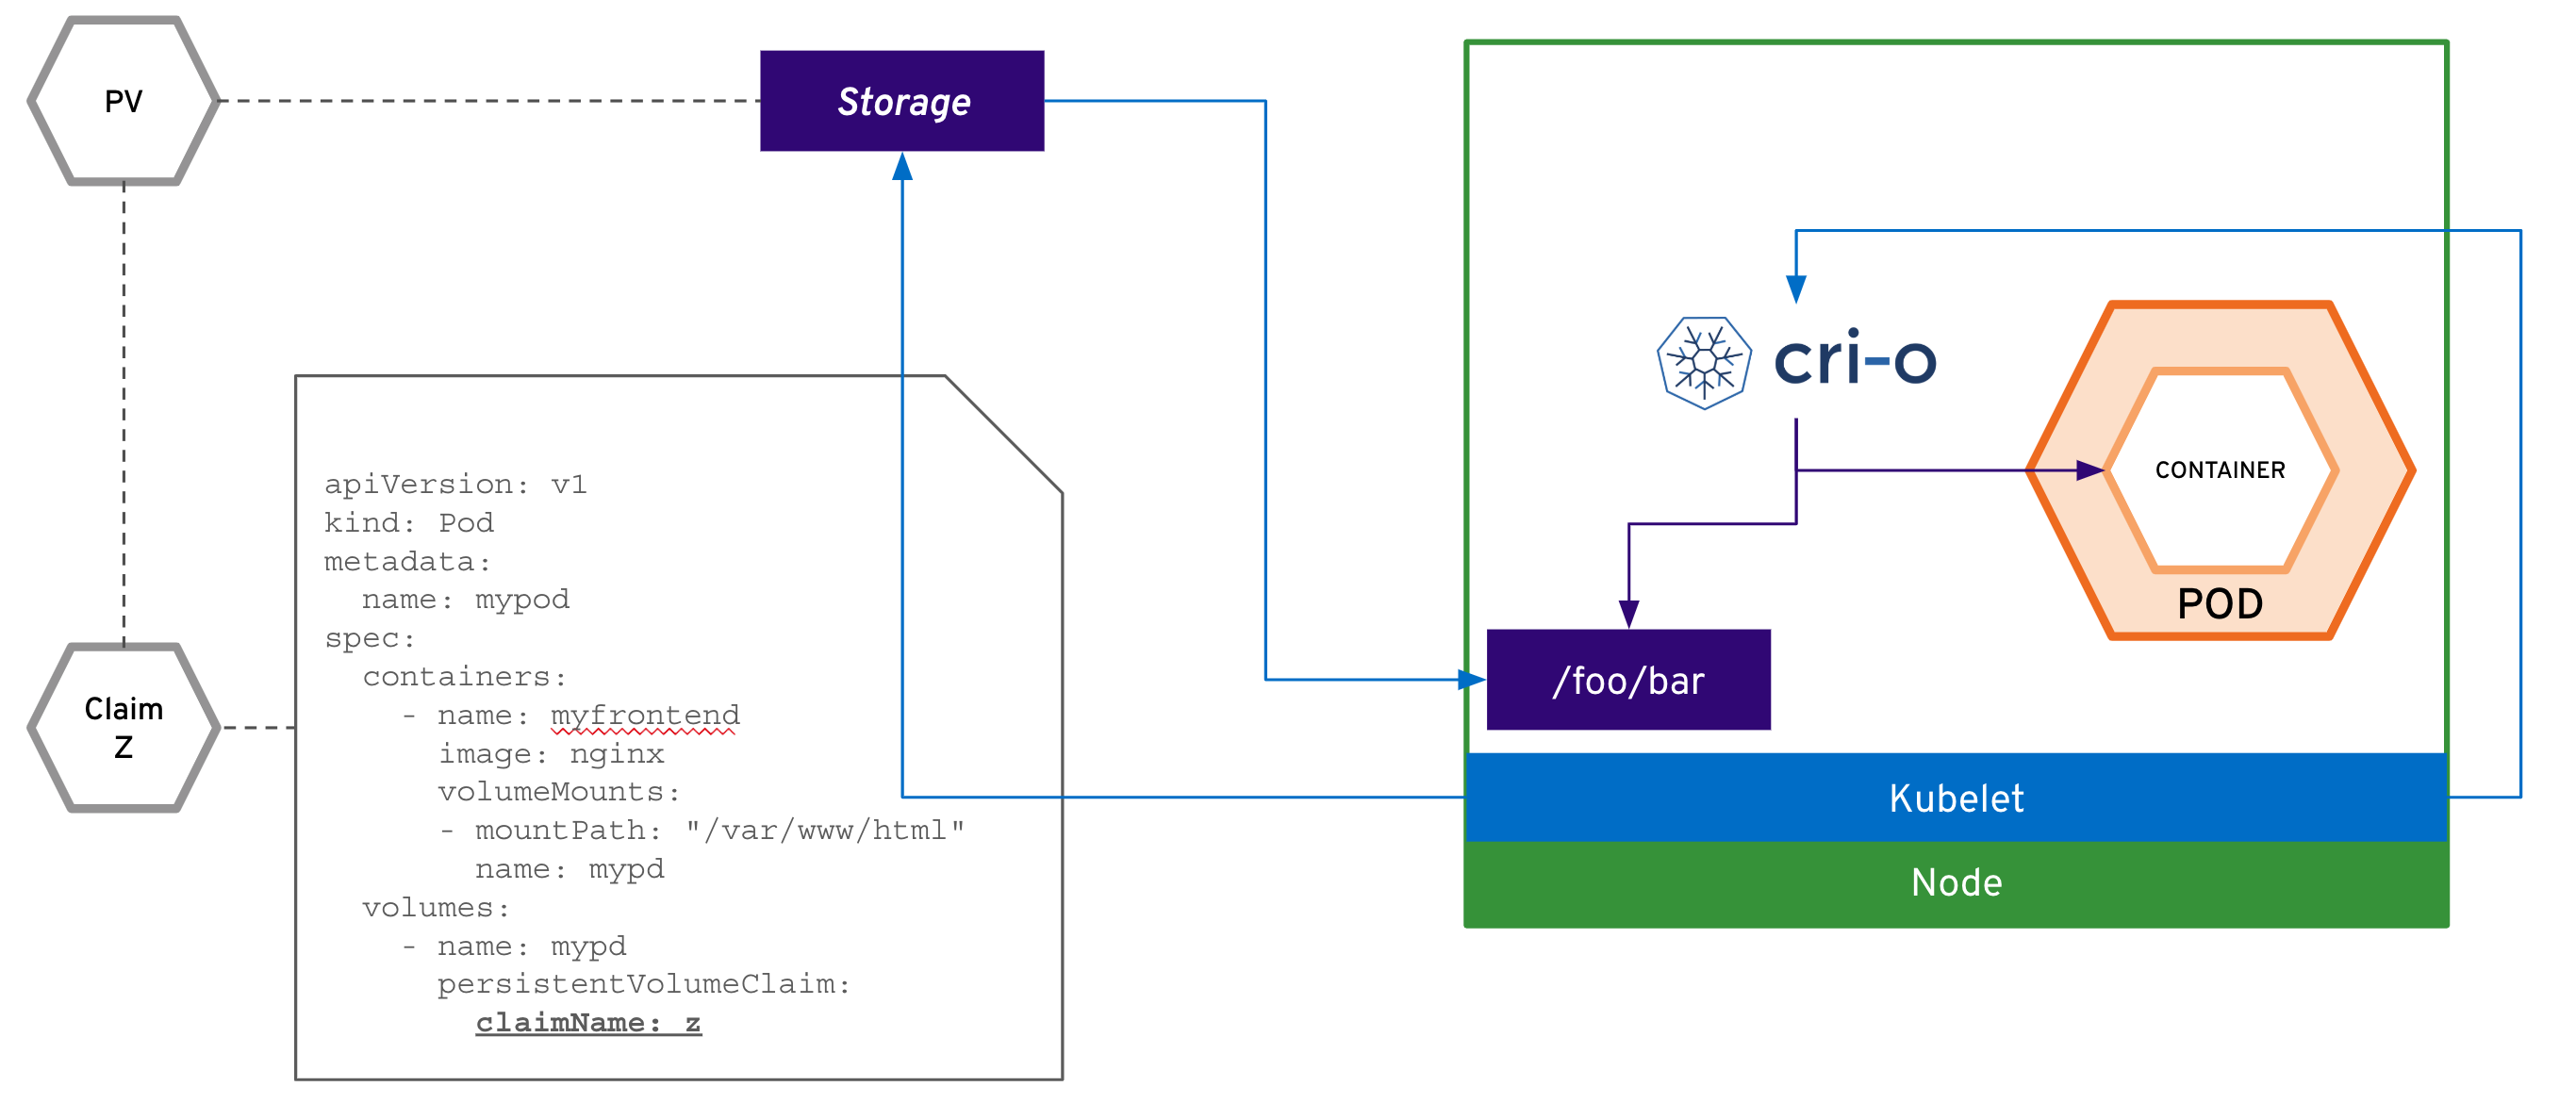 PV
Storage
cri-o
CONTAINER
POD
/foo/bar
Kubelet
Node
Claim
Z
apiVersion: v1
kind: Pod
metadata:
  name: mypod
spec:
  containers:
    - name: myfrontend
      image: nginx
      volumeMounts:
      - mountPath: "/var/www/html"
        name: mypd
  volumes:
    - name: mypd
      persistentVolumeClaim:
        claimName: z